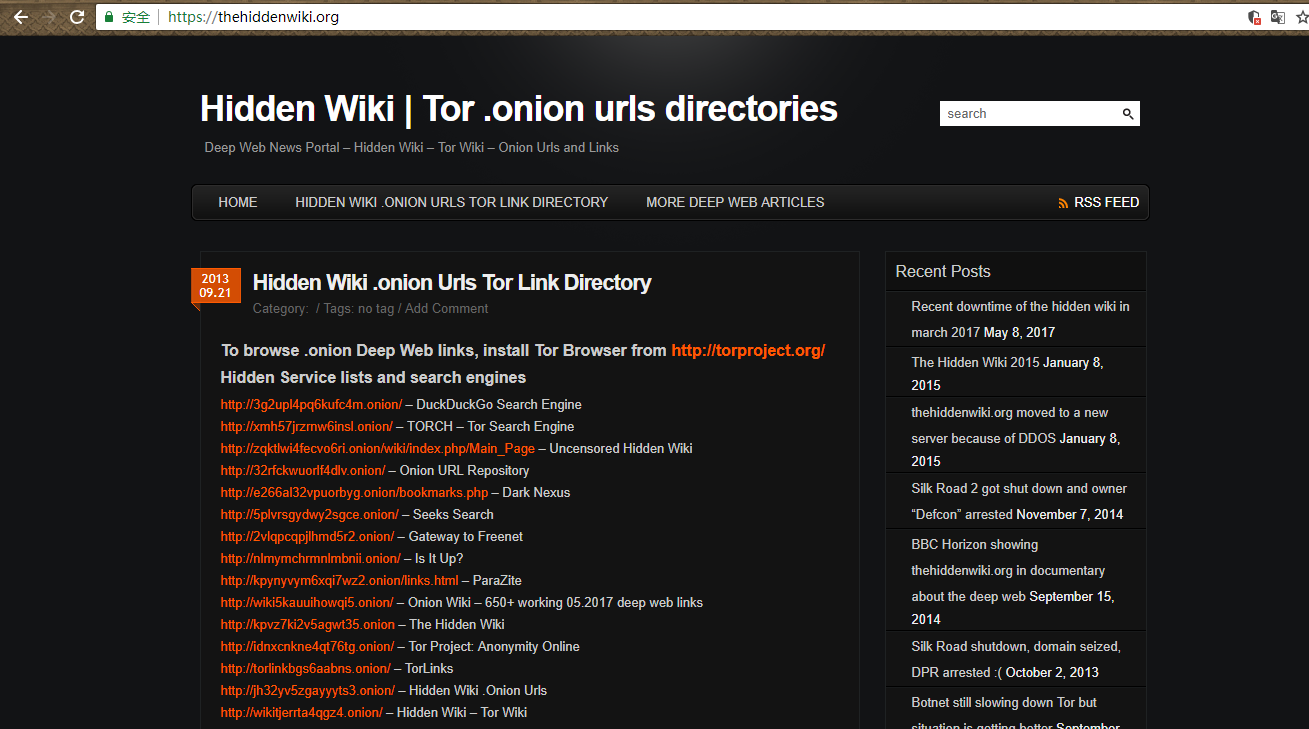 安全 https://thehiddenwiki.org
Hidden Wiki | Tor .onion urls directories
search
Deep Web News Portal – Hidden Wiki – Tor Wiki – Onion Urls and Links
HOME HIDDEN WIKI .ONION URLS TOR LINK DIRECTORY MORE DEEP WEB ARTICLES RSS FEED
2013
09.21
Hidden Wiki .onion Urls Tor Link Directory
Category: / Tags: no tag / Add Comment
To browse .onion Deep Web links, install Tor Browser from http://torproject.org/
Hidden Service lists and search engines
http://3g2upl4pq6kufc4m.onion/ – DuckDuckGo Search Engine
http://xmh57jrzrnw6insl.onion/ – TORCH – Tor Search Engine
http://zqktlwi4fecvo6ri.onion/wiki/index.php/Main_Page – Uncensored Hidden Wiki
http://32rfckwuorlf4dlv.onion/ – Onion URL Repository
http://e266al32vpuorbyg.onion/bookmarks.php – Dark Nexus
http://5plvrsgydwy2sgce.onion/ – Seeks Search
http://2vlqpcqpjlhmd5r2.onion/ – Gateway to Freenet
http://nlmymchrmnlmbnii.onion/ – Is It Up?
http://kpynyvym6xqi7wz2.onion/links.html – ParaZite
http://wiki5kauuihowqi5.onion/ – Onion Wiki – 650+ working 05.2017 deep web links
http://kpvz7ki2v5agwt35.onion – The Hidden Wiki
http://idnxcnkne4qt76tg.onion/ – Tor Project: Anonymity Online
http://torlinkbgs6aabns.onion/ – TorLinks
http://jh32yv5zgayyyts3.onion/ – Hidden Wiki .Onion Urls
http://wikitjerrta4qgz4.onion/ – Hidden Wiki – Tor Wiki
Recent Posts
Recent downtime of the hidden wiki in
march 2017 May 8, 2017
The Hidden Wiki 2015 January 8,
2015
thehiddenwiki.org moved to a new
server because of DDOS January 8,
2015
Silk Road 2 got shut down and owner
“Defcon” arrested November 7, 2014
BBC Horizon showing
thehiddenwiki.org in documentary
about the deep web September 15,
2014
Silk Road shutdown, domain seized,
DPR arrested :( October 2, 2013
Botnet still slowing down Tor but
situation is getting better September